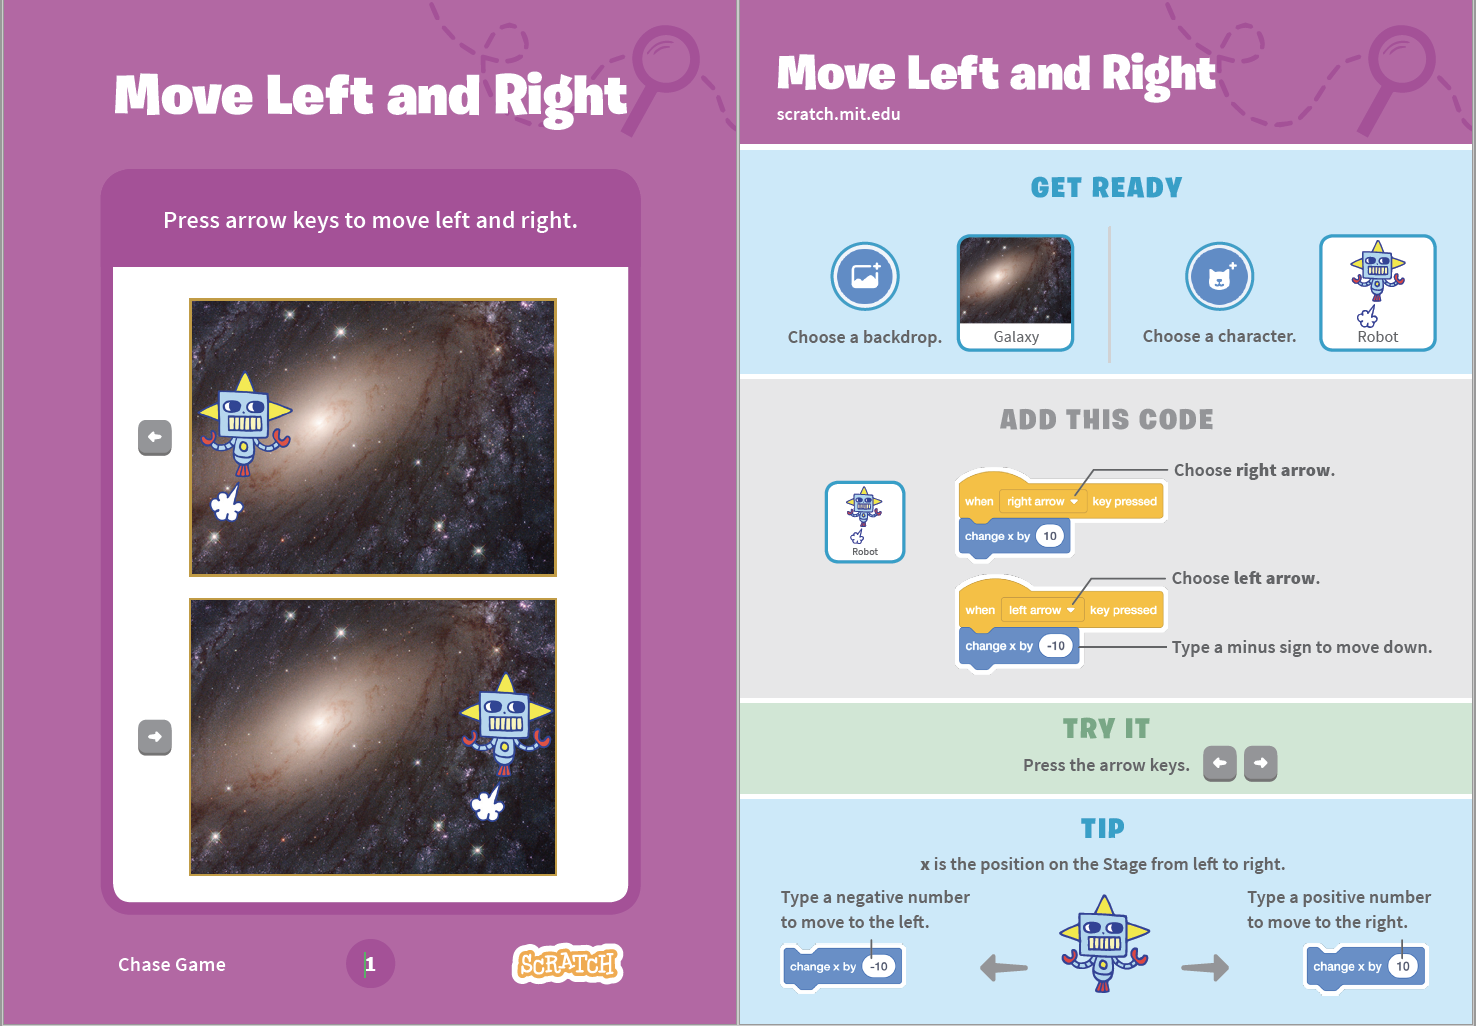 Move Left and Right
Press arrow keys to move left and right.
Chase Game
1
SCRATCH
Move Left and Right
scratch.mit.edu
GET READY
Choose a backdrop.
Galaxy
Choose a character.
Robot
ADD THIS CODE
Robot
when right arrow key pressed
change x by 10
Choose right arrow.
when left arrow key pressed
change x by -10
Choose left arrow.
Type a minus sign to move down.
TRY IT
Press the arrow keys.
TIP
x is the position on the Stage from left to right.
Type a negative number
to move to the left.
change x by -10
Type a positive number
to move to the right.
change x by 10